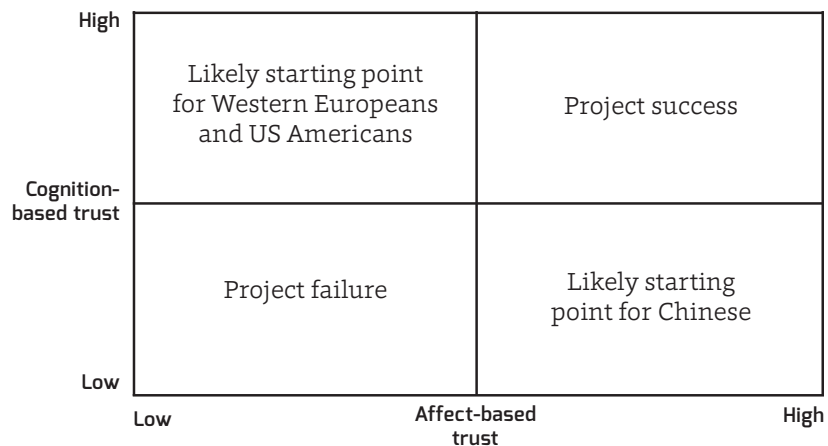 High
Likely starting point
for Western Europeans
and US Americans
Project success
Cognition-
based trust
Project failure
Likely starting
point for Chinese
Low
Low
Affect-based
trust
High